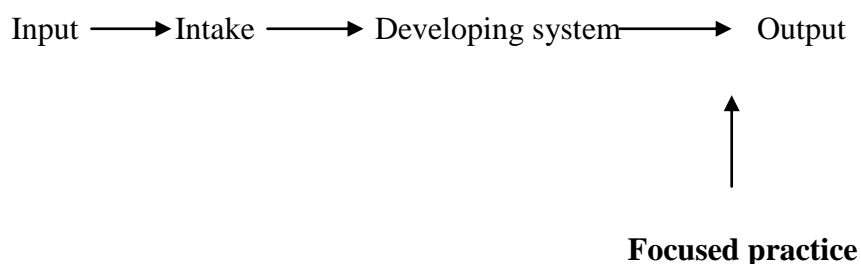 Input Intake Developing system Output
Focused practice